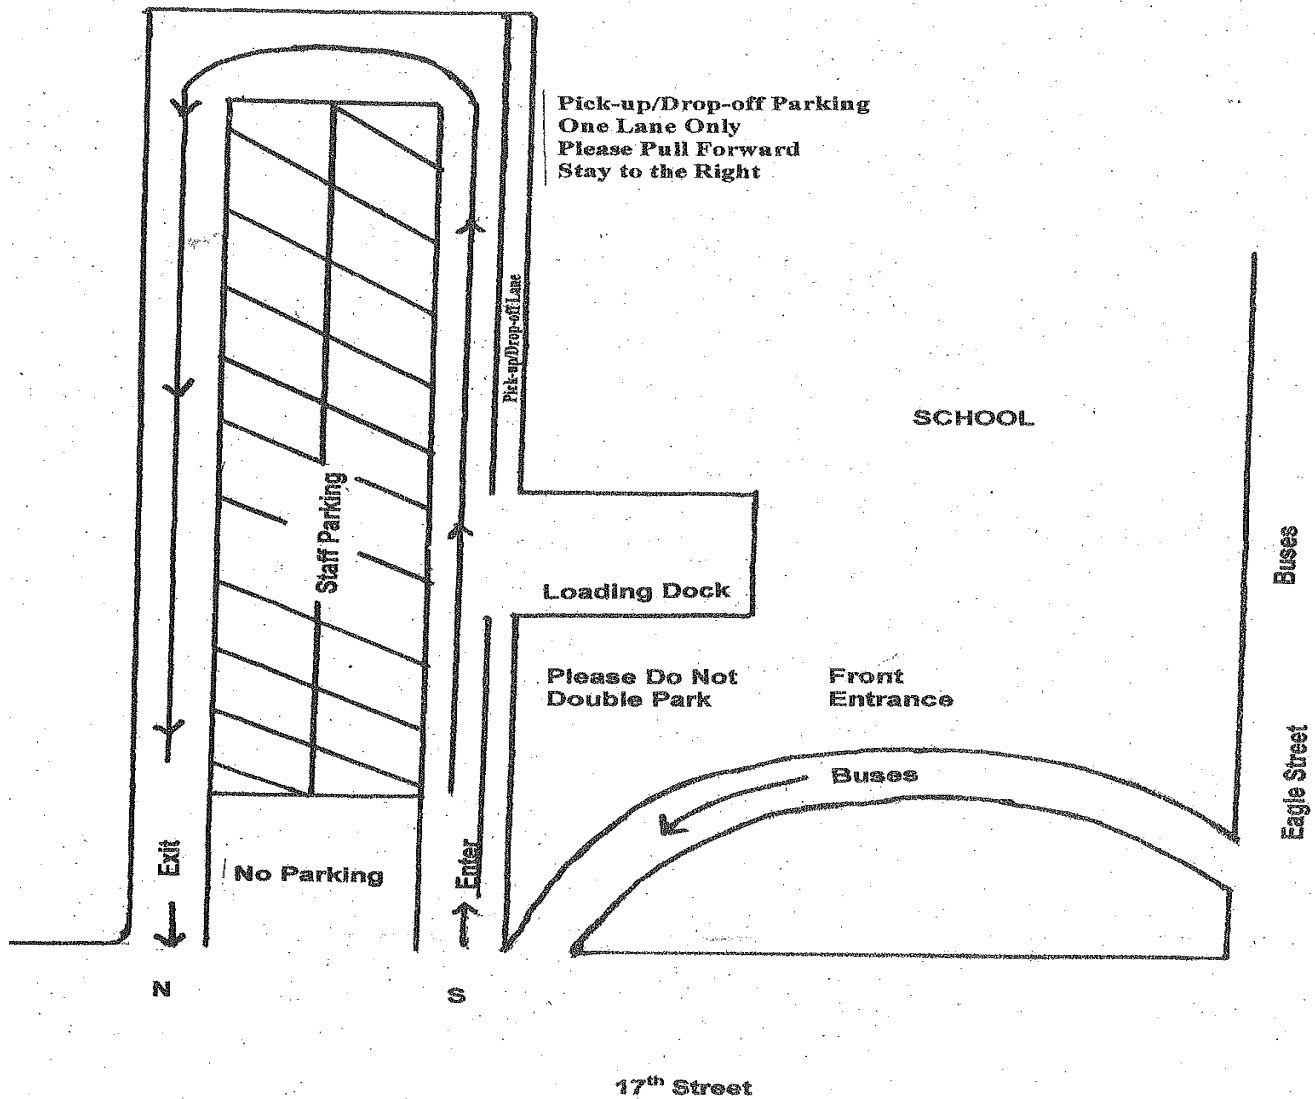 Pick-up/Drop-off Parking
One Lane Only
Please Pull Forward
Stay to the Right
Pick-up/Drop-off Lane
SCHOOL
Staff Parking
Buses
Loading Dock
Please Do Not
Double Park
Front
Entrance
Buses
Eagle Street
Exit
No Parking
Enter
N
S
17th Street